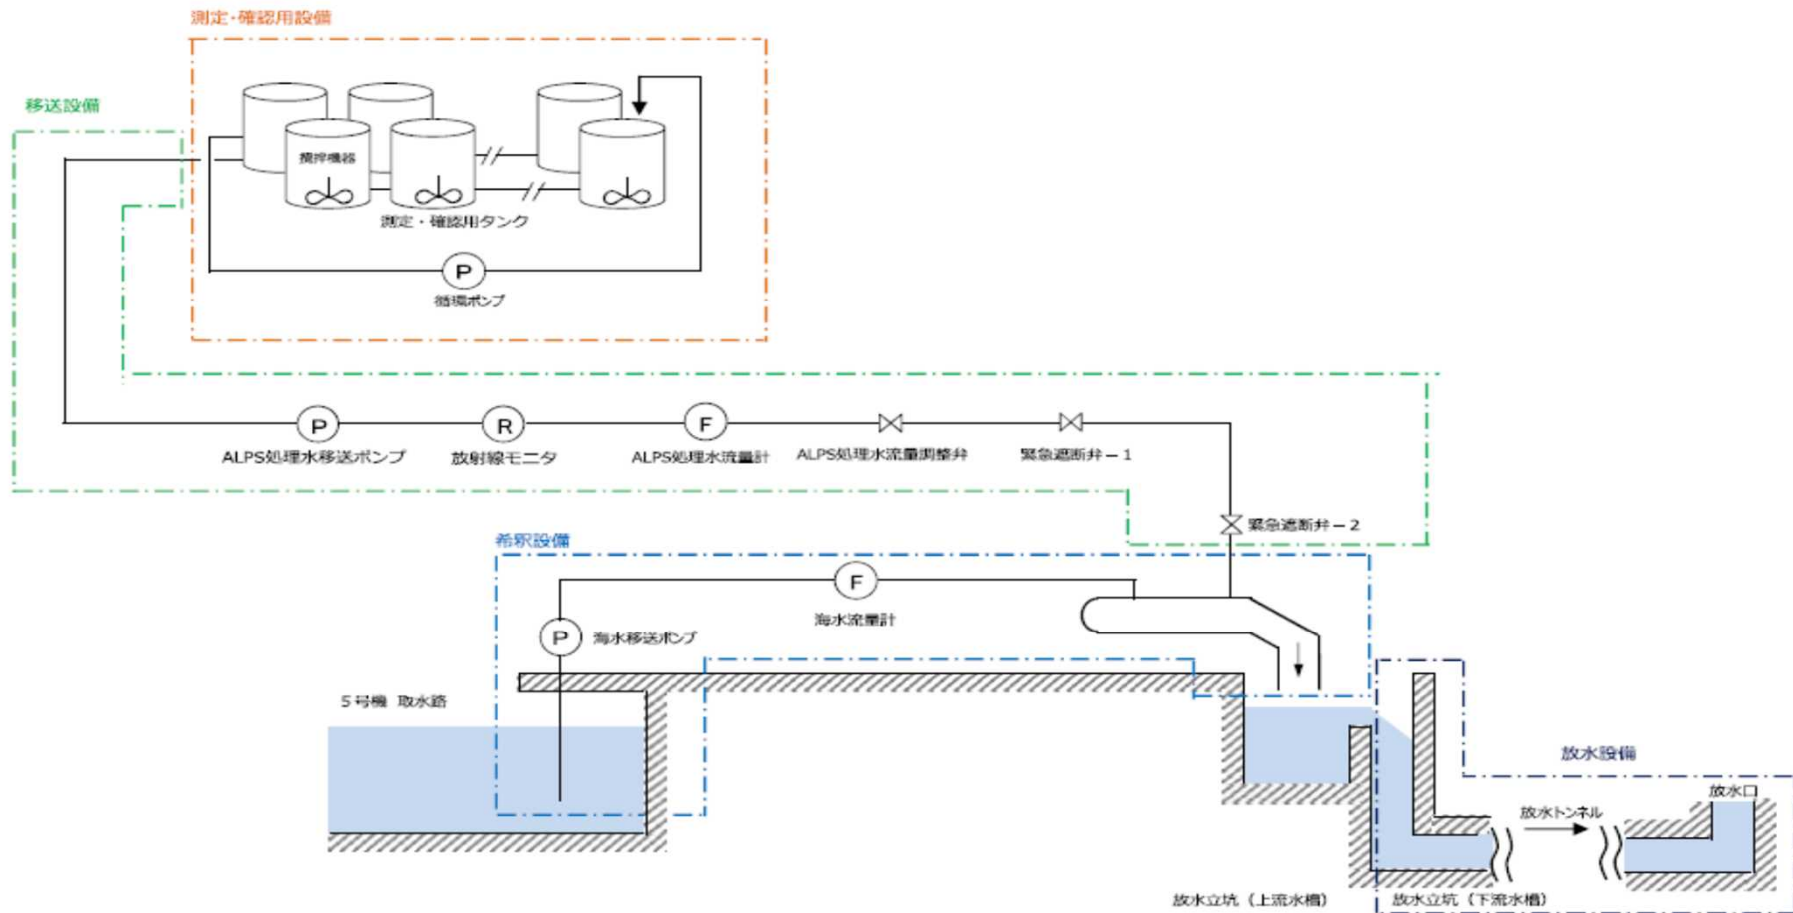 測定・確認用設備
移送設備
攪拌機器
測定・確認用タンク
P
循環ポンプ
P
R
F
ALPS処理水移送ポンプ
放射線モニタ
ALPS処理水流量計
ALPS処理水流量調整弁
緊急遮断弁－1
緊急遮断弁－2
希釈設備
F
海水流量計
P
海水移送ポンプ
5号機 取水路
放水設備
放水口
放水トンネル
放水立坑（上流水槽）
放水立坑（下流水槽）